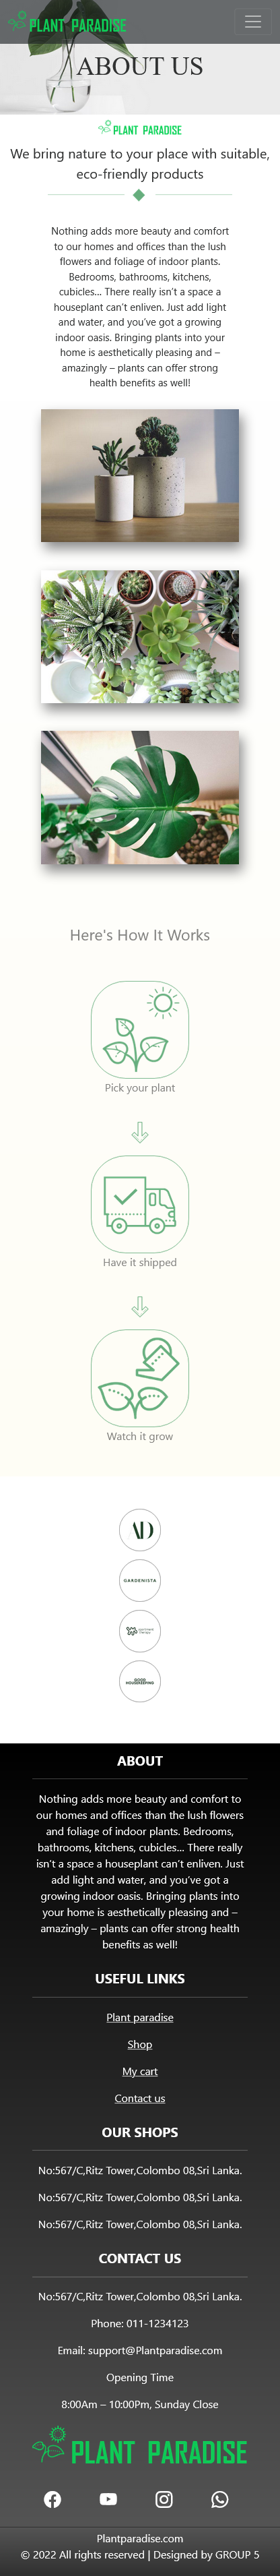 PLANT PARADISE
ABOUT US
PLANT PARADISE
We bring nature to your place with suitable,
eco-friendly products
Nothing adds more beauty and comfort
to our homes and offices than the lush
flowers and foliage of indoor plants.
Bedrooms, bathrooms, kitchens,
cubicles... There really isn't a space a
houseplant can't enliven. Just add light
and water, and you've got a growing
indoor oasis. Bringing plants into your
home is aesthetically pleasing and –
amazingly – plants can offer strong
health benefits as well!
Here's How It Works
Pick your plant
Have it shipped
Watch it grow
AD
GARDENISTA
GOOD
HOUSEKEEPING
ABOUT
Nothing adds more beauty and comfort to
our homes and offices than the lush flowers
and foliage of indoor plants. Bedrooms,
bathrooms, kitchens, cubicles... There really
isn't a space a houseplant can't enliven. Just
add light and water, and you've got a
growing indoor oasis. Bringing plants into
your home is aesthetically pleasing and –
amazingly – plants can offer strong health
benefits as well!
USEFUL LINKS
Plant paradise
Shop
My cart
Contact us
OUR SHOPS
No:567/C,Ritz Tower,Colombo 08,Sri Lanka.
No:567/C,Ritz Tower,Colombo 08,Sri Lanka.
No:567/C,Ritz Tower,Colombo 08,Sri Lanka.
CONTACT US
No:567/C,Ritz Tower,Colombo 08,Sri Lanka.
Phone: 011-1234123
Email: support@Plantparadise.com
Opening Time
8:00Am – 10:00Pm, Sunday Close
PLANT PARADISE
Plantparadise.com
© 2022 All rights reserved | Designed by GROUP 5